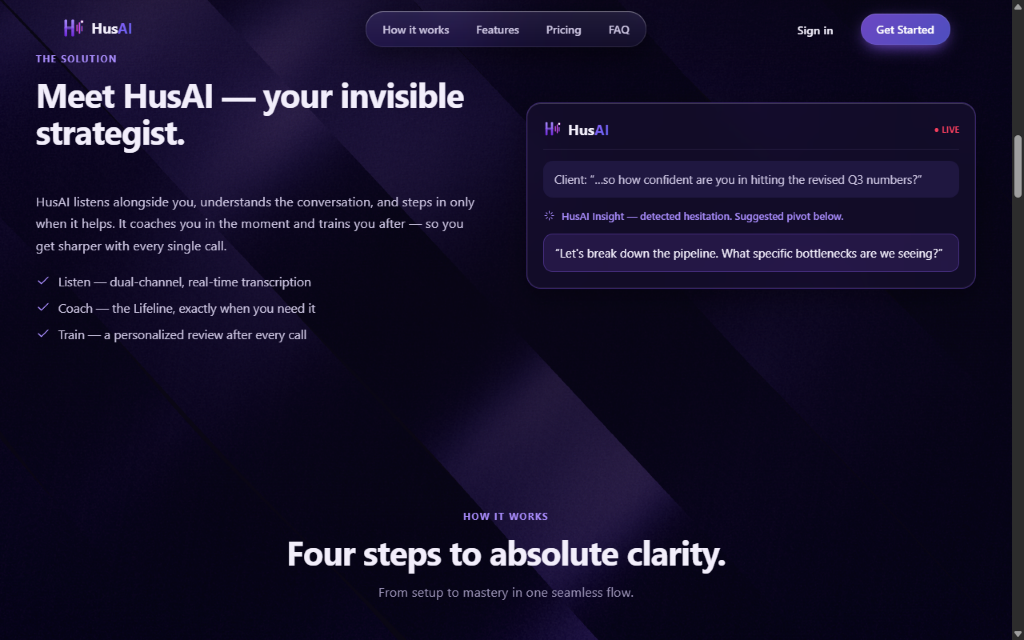 HusAI
How it works
Features
Pricing
FAQ
Sign in
Get Started
THE SOLUTION
Meet HusAI — your invisible
strategist.
HusAI listens alongside you, understands the conversation, and steps in only
when it helps. It coaches you in the moment and trains you after — so you
get sharper with every single call.
Listen — dual-channel, real-time transcription
Coach — the Lifeline, exactly when you need it
Train — a personalized review after every call
HusAI
• LIVE
Client: “...so how confident are you in hitting the revised Q3 numbers?”
HusAI Insight — detected hesitation. Suggested pivot below.
“Let's break down the pipeline. What specific bottlenecks are we seeing?”
HOW IT WORKS
Four steps to absolute clarity.
From setup to mastery in one seamless flow.